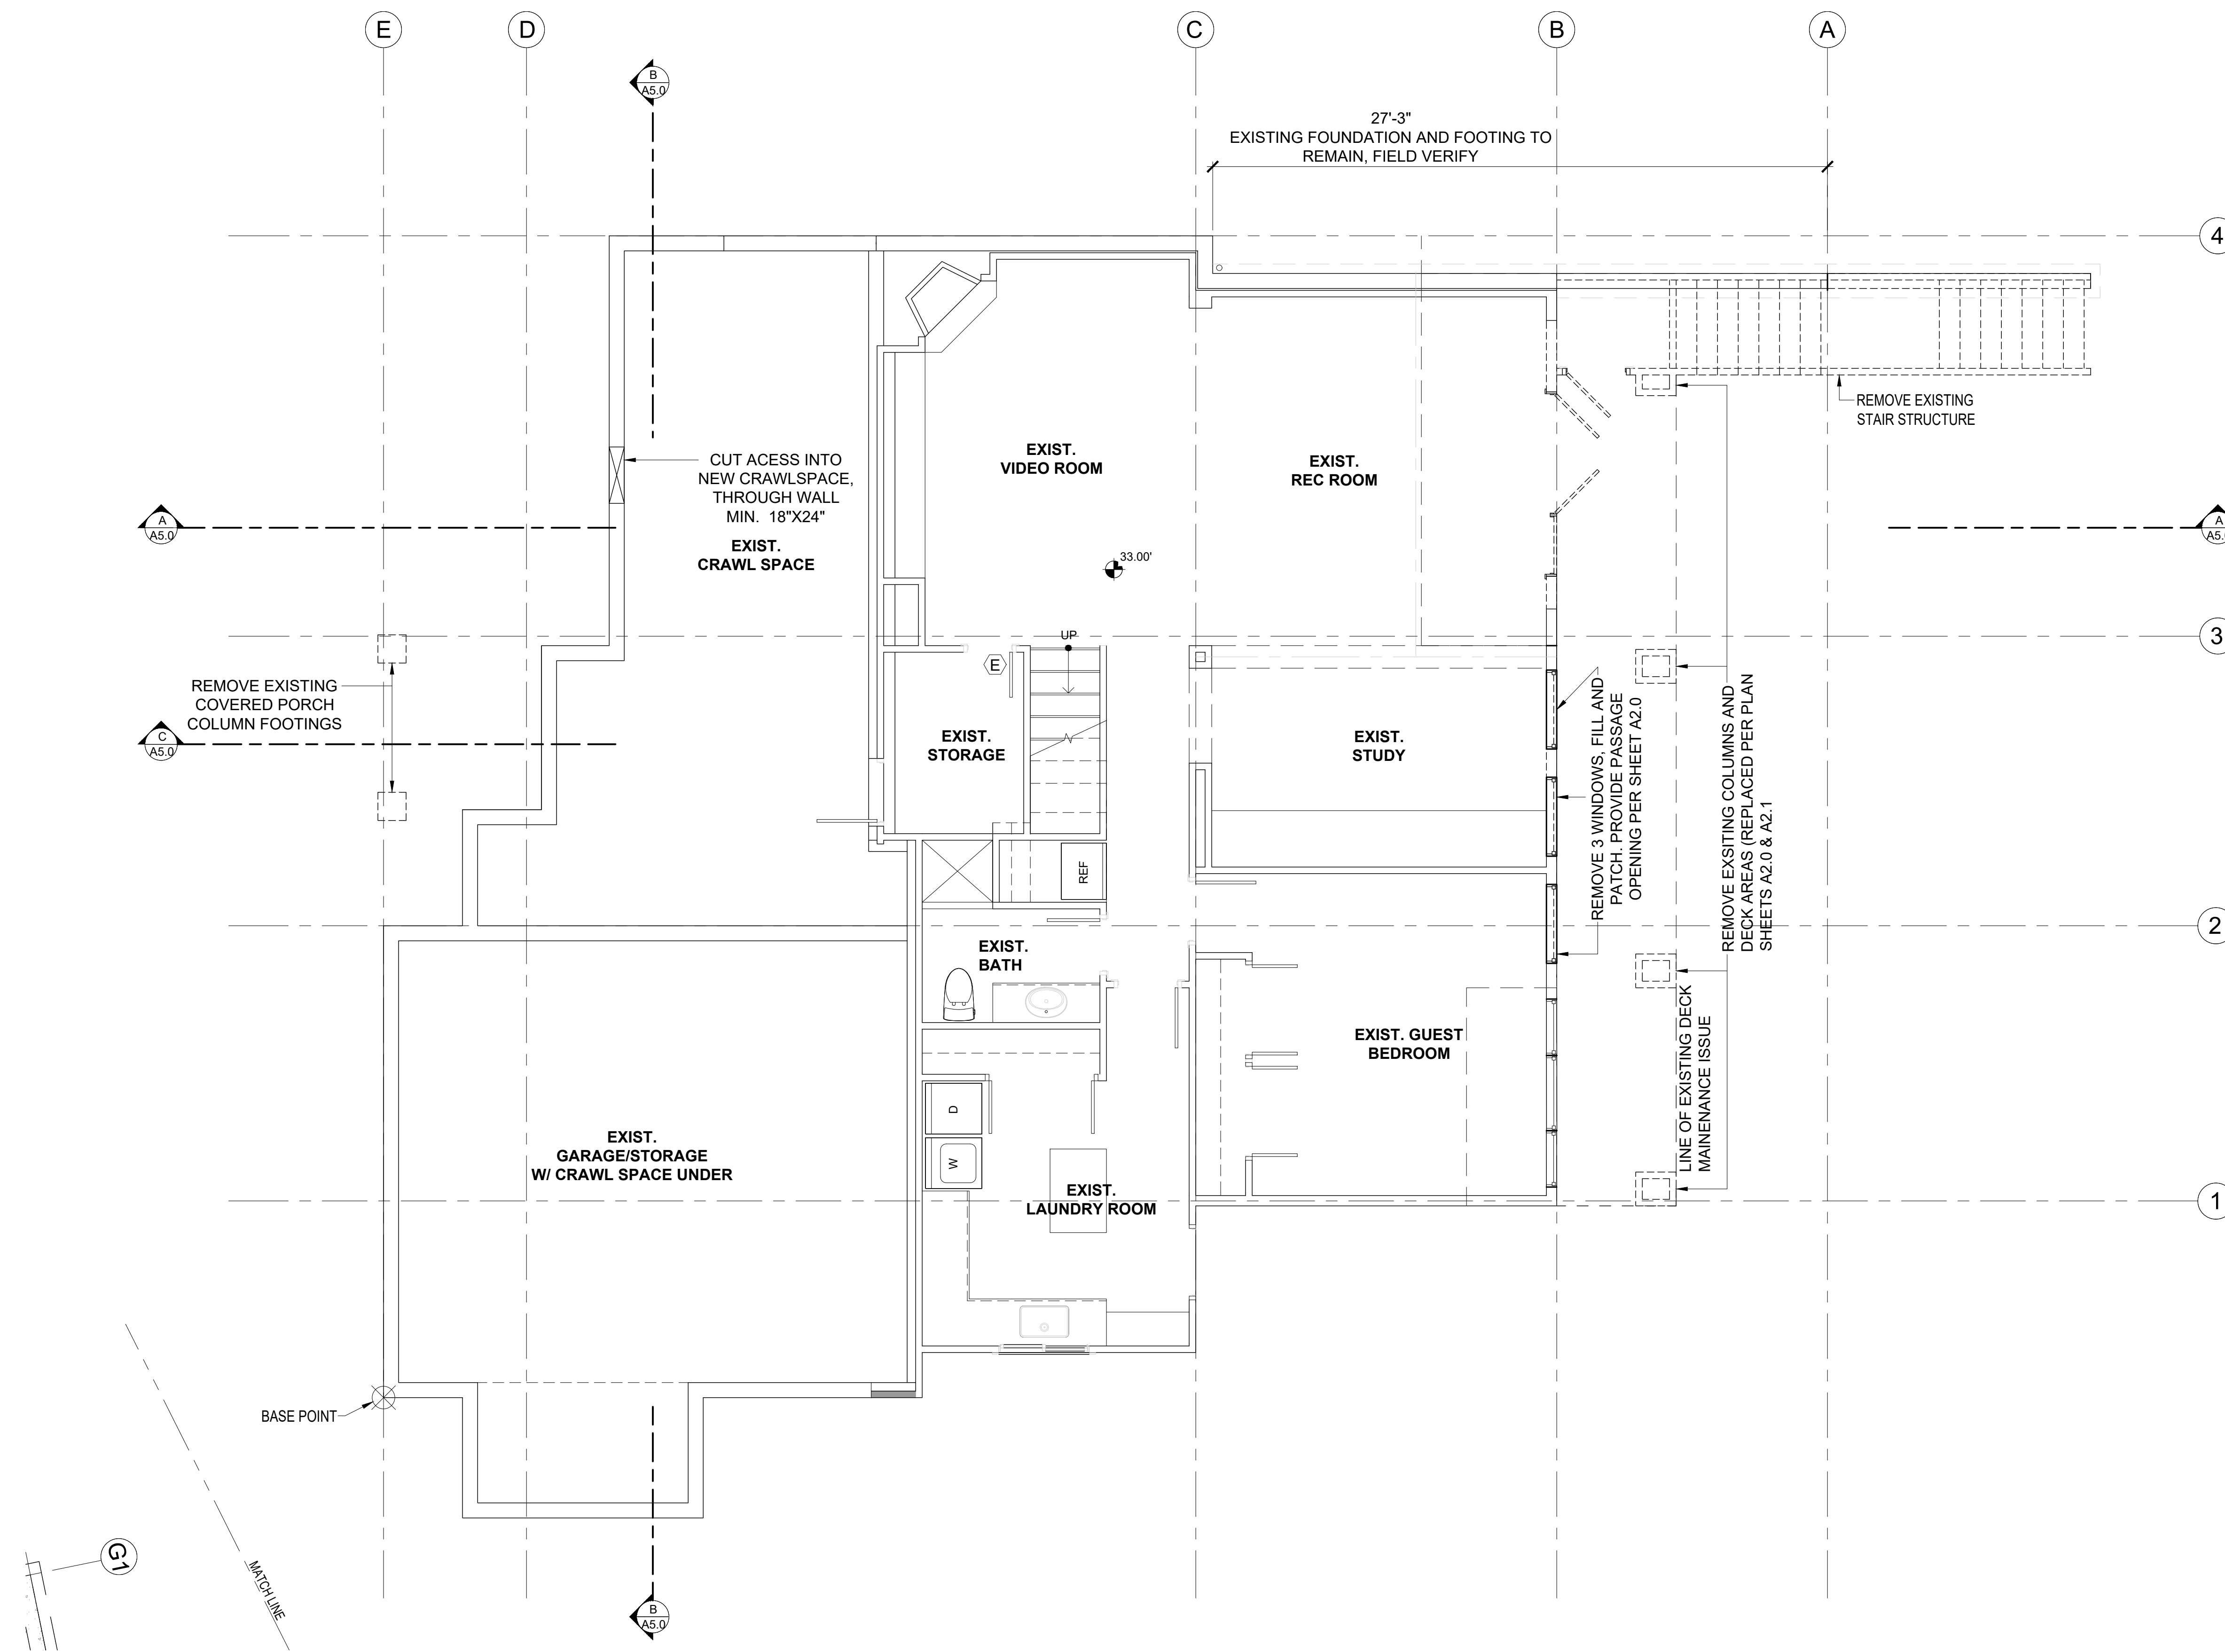 E
D
C
B
A
B
A5.0
27'-3"
EXISTING FOUNDATION AND FOOTING TO
REMAIN, FIELD VERIFY
4
REMOVE EXISTING
STAIR STRUCTURE
CUT ACESS INTO
NEW CRAWLSPACE,
THROUGH WALL
MIN. 18"X24"
EXIST.
CRAWL SPACE
EXIST.
VIDEO ROOM
EXIST.
REC ROOM
A
A5.0
A
33.00'
UP
3
E
REMOVE EXISTING
COVERED PORCH
COLUMN FOOTINGS
C
A5.0
EXIST.
STORAGE
EXIST.
STUDY
REMOVE 3 WINDOWS, FILL AND
PATCH. PROVIDE PASSAGE
OPENING PER SHEET A2.0
REMOVE EXSITING COLUMNS AND
DECK AREAS (REPLACED PER PLAN
SHEETS A2.0 & A2.1
REF
2
EXIST.
BATH
LINE OF EXISTING DECK
MAINENANCE ISSUE
EXIST. GUEST
BEDROOM
D
W
EXIST.
GARAGE/STORAGE
W/ CRAWL SPACE UNDER
EXIST.
LAUNDRY ROOM
1
BASE POINT
G1
MATCH LINE
B
A5.0